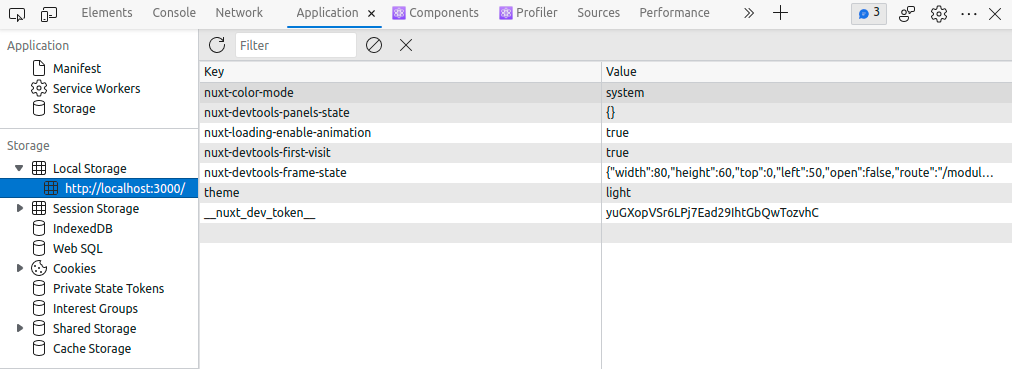 Elements Console Network Application Components Profiler Sources Performance 3
Application
Manifest
Service Workers
Storage
Storage
Local Storage
http://localhost:3000/
Session Storage
IndexedDB
Web SQL
Cookies
Private State Tokens
Interest Groups
Shared Storage
Cache Storage
Filter
Key Value
nuxt-color-mode system
nuxt-devtools-panels-state {}
nuxt-loading-enable-animation true
nuxt-devtools-first-visit true
nuxt-devtools-frame-state {"width":80,"height":60,"top":0,"left":50,"open":false,"route":"/modul…
theme light
__nuxt_dev_token__ yuGXopVSr6LPj7Ead29IhtGbQwTozvhC